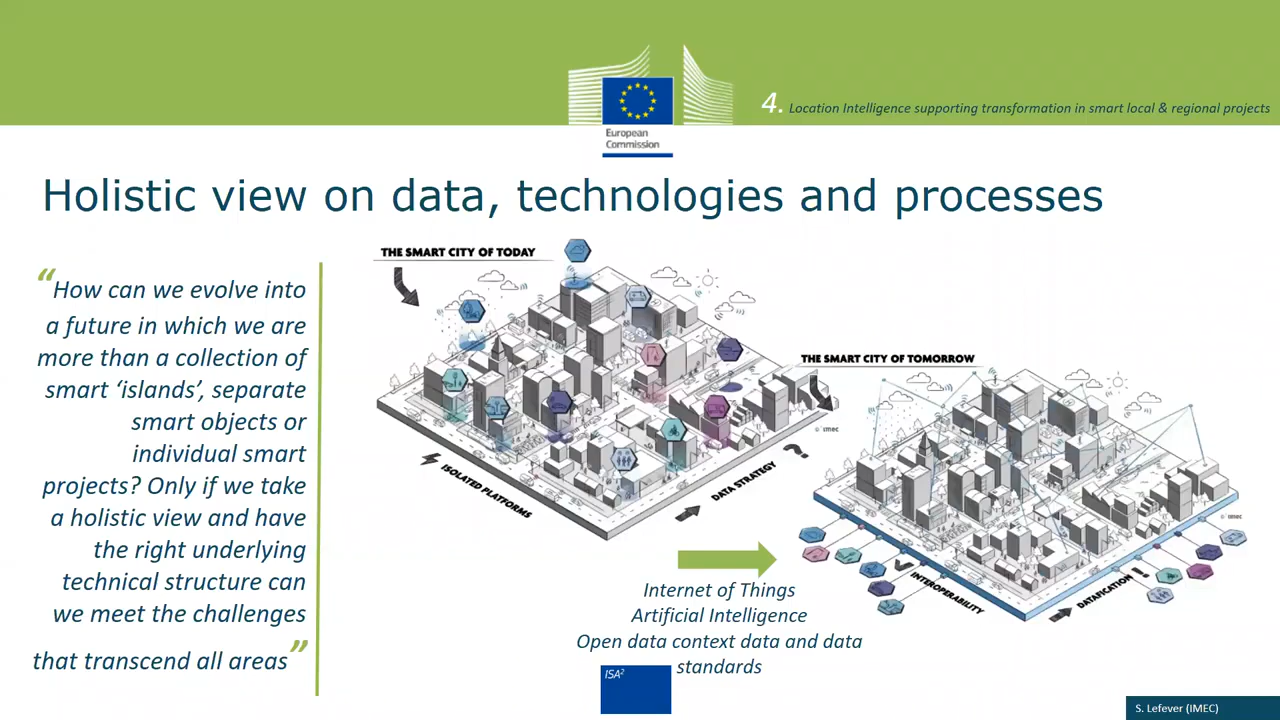 4. Location Intelligence supporting transformation in smart local & regional projects
European
Commission
Holistic view on data, technologies and processes
“How can we evolve into
a future in which we are
more than a collection of
smart ‘islands’, separate
smart objects or
individual smart
projects? Only if we take
a holistic view and have
the right underlying
technical structure can
we meet the challenges
that transcend all areas”
THE SMART CITY OF TODAY
ISOLATED PLATFORMS
DATA STRATEGY ?
imec
THE SMART CITY OF TOMORROW
INTEROPERABILITY
DATAFICATION !
imec
Internet of Things
Artificial Intelligence
Open data context data and data
standards
ISA²
S. Lefever (IMEC)